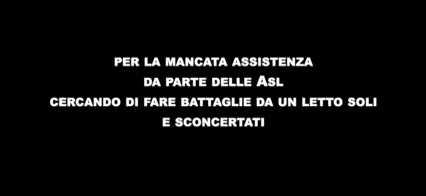 PER LA MANCATA ASSISTENZA
DA PARTE DELLE ASL
CERCANDO DI FARE BATTAGLIE DA UN LETTO SOLI
E SCONCERTATI